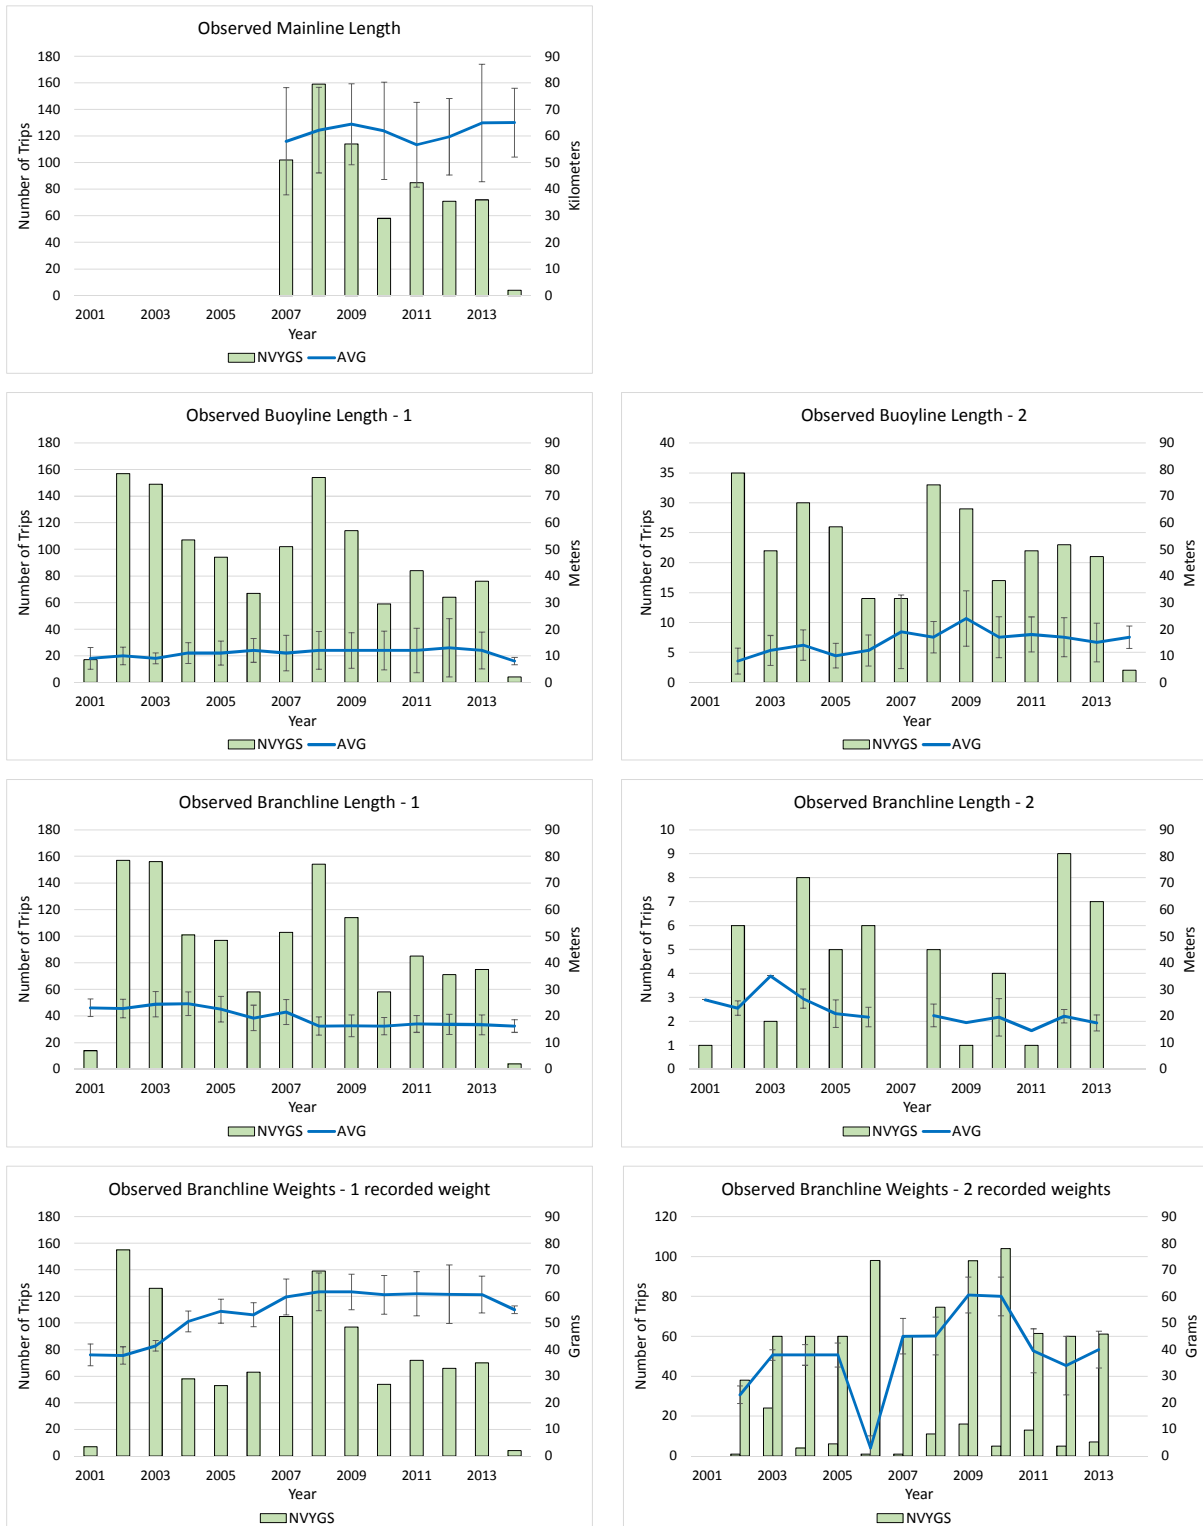 Observed Mainline Length
180 160 140 120 100 80 60 40 20 0
Number of Trips
90 80 70 60 50 40 30 20 10 0
Kilometers
2001 2003 2005 2007 2009 2011 2013
Year
NVYGS AVG
Observed Buoyline Length - 1
180 160 140 120 100 80 60 40 20 0
Number of Trips
90 80 70 60 50 40 30 20 10 0
Meters
2001 2003 2005 2007 2009 2011 2013
Year
NVYGS AVG
Observed Buoyline Length - 2
40 35 30 25 20 15 10 5 0
Number of Trips
90 80 70 60 50 40 30 20 10 0
Meters
2001 2003 2005 2007 2009 2011 2013
Year
NVYGS AVG
Observed Branchline Length - 1
180 160 140 120 100 80 60 40 20 0
Number of Trips
90 80 70 60 50 40 30 20 10 0
Meters
2001 2003 2005 2007 2009 2011 2013
Year
NVYGS AVG
Observed Branchline Length - 2
10 9 8 7 6 5 4 3 2 1 0
Number of Trips
90 80 70 60 50 40 30 20 10 0
Meters
2001 2003 2005 2007 2009 2011 2013
Year
NVYGS AVG
Observed Branchline Weights - 1 recorded weight
180 160 140 120 100 80 60 40 20 0
Number of Trips
90 80 70 60 50 40 30 20 10 0
Grams
2001 2003 2005 2007 2009 2011 2013
Year
NVYGS
Observed Branchline Weights - 2 recorded weights
120 100 80 60 40 20 0
Number of Trips
90 80 70 60 50 40 30 20 10 0
Grams
2001 2003 2005 2007 2009 2011 2013
Year
NVYGS